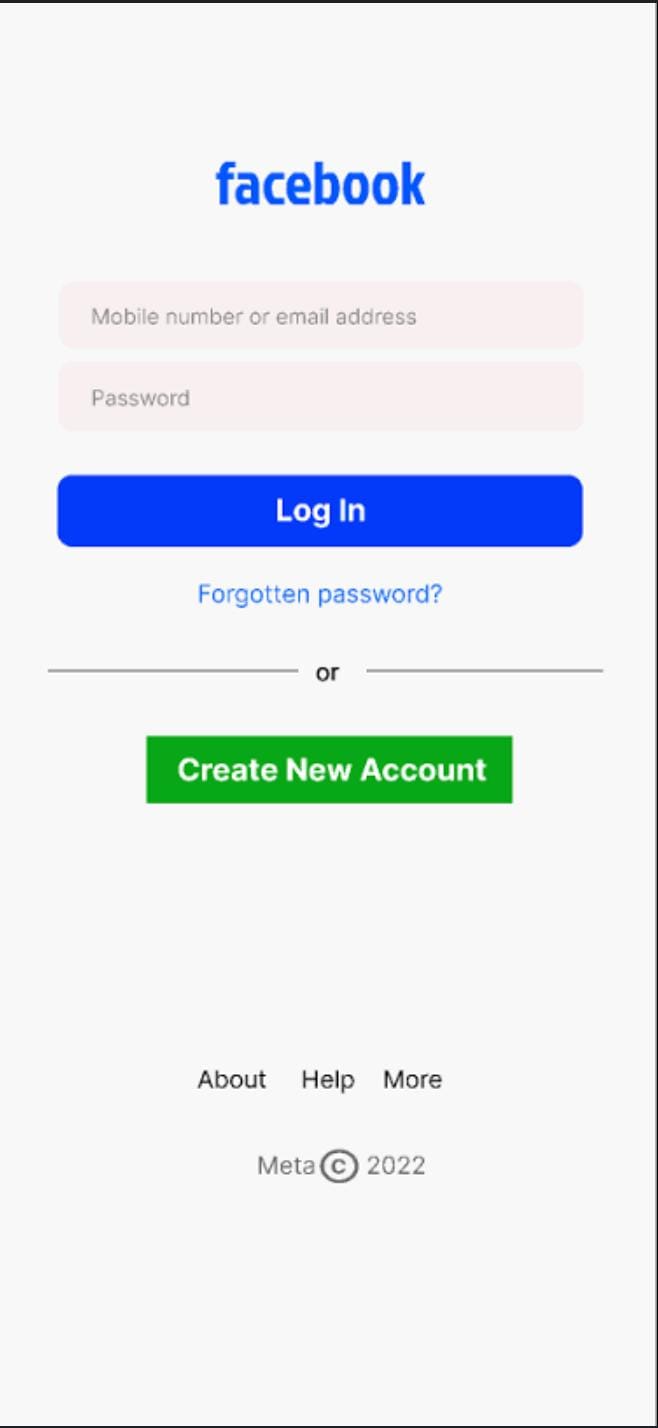 facebook
Mobile number or email address
Password
Log In
Forgotten password?
or
Create New Account
About Help More
Meta © 2022